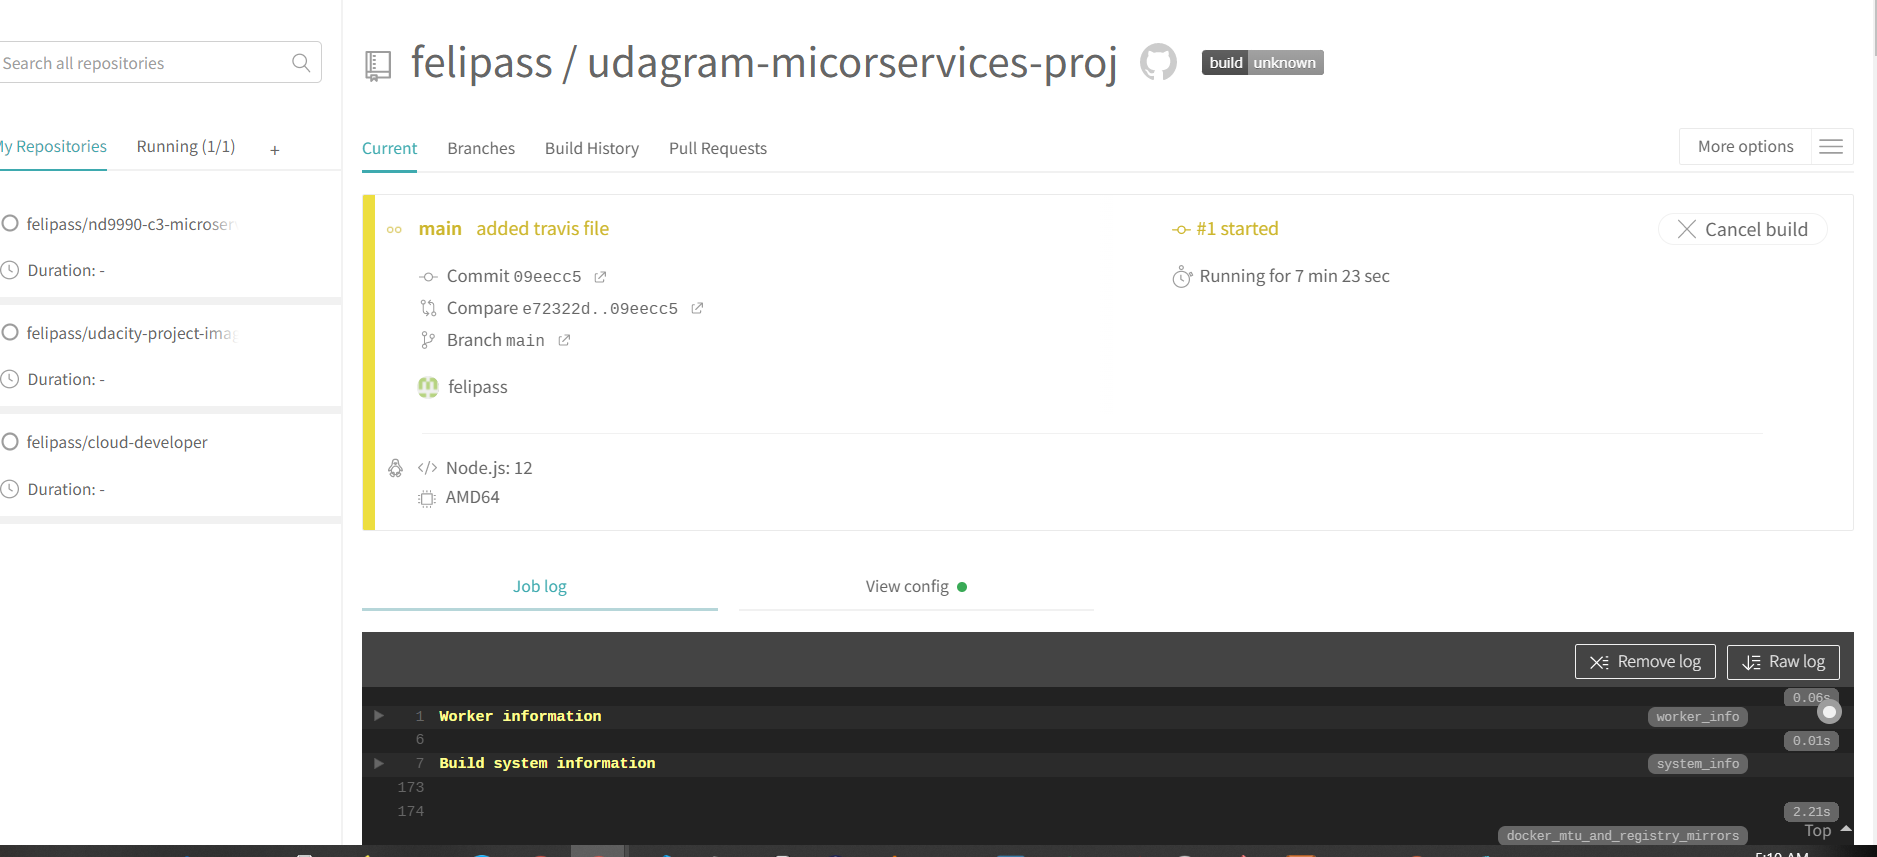 Search all repositories
My Repositories
Running (1/1)
+
felipass/nd9990-c3-microser
Duration: -
felipass/udacity-project-imag
Duration: -
felipass/cloud-developer
Duration: -
felipass / udagram-micorservices-proj
build unknown
Current Branches Build History Pull Requests
More options
main added travis file
Commit 09eecc5
Compare e72322d..09eecc5
Branch main
felipass
#1 started
Running for 7 min 23 sec
Cancel build
</> Node.js: 12
AMD64
Job log
View config
Remove log
Raw log
0.06s
1 Worker information worker_info
6 0.01s
7 Build system information system_info
173
174 2.21s
docker_mtu_and_registry_mirrors
Top